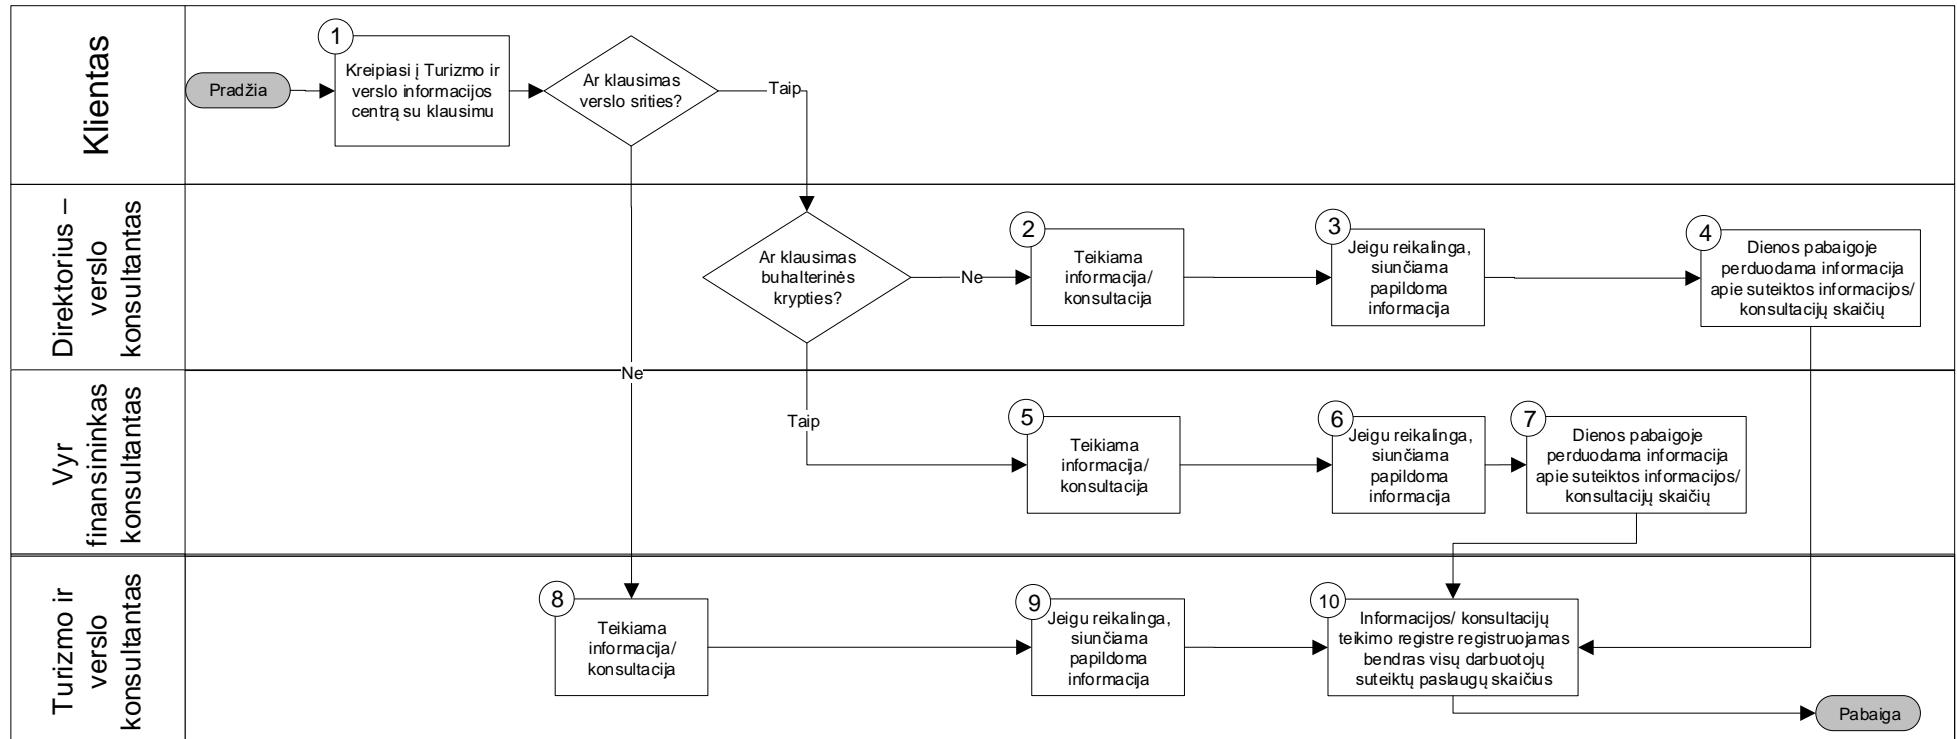 Klientas
Pradžia
1
Kreipiasi į Turizmo ir
verslo informacijos
centrą su klausimu
Ar klausimas
verslo srities?
Taip
Direktorius –
verslo
konsultantas
Ar klausimas
buhalterinės
krypties?
Ne
2
Teikiama
informacija/
konsultacija
3
Jeigu reikalinga,
siunčiama
papildoma
informacija
4
Dienos pabaigoje
perduodama informacija
apie suteiktos informacijos/
konsultacijų skaičių
Ne
Vyr
finansininkas
konsultantas
Taip
5
Teikiama
informacija/
konsultacija
6
Jeigu reikalinga,
siunčiama
papildoma
informacija
7
Dienos pabaigoje
perduodama informacija
apie suteiktos informacijos/
konsultacijų skaičių
Turizmo ir
verslo
konsultantas
8
Teikiama
informacija/
konsultacija
9
Jeigu reikalinga,
siunčiama
papildoma
informacija
10
Informacijos/ konsultacijų
teikimo registre registruojamas
bendras visų darbuotojų
suteiktų paslaugų skaičius
Pabaiga